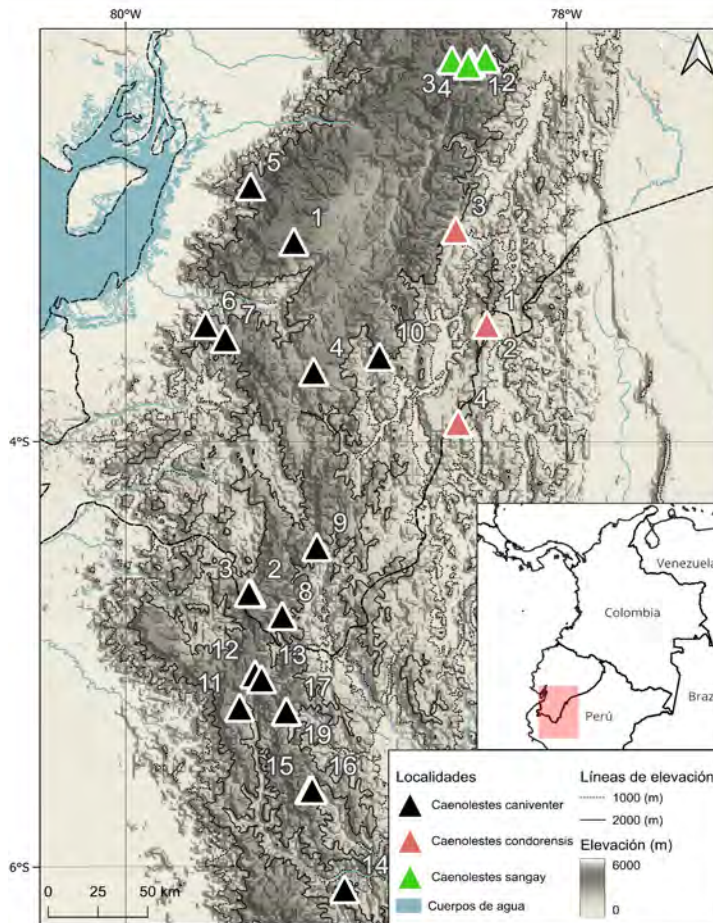 80°W
78°W
3
4
1
2
5
3
1
6
7
1
10
4
2
4
4°S
9
3
2
8
12
13
11
17
19
15
16
14
6°S
0
25
50 km
Venezuela
Colombia
Braz
Perú
Localidades
Caenolestes caniventer
Caenolestes condorensis
Caenolestes sangay
Cuerpos de agua
Líneas de elevación
1000 (m)
2000 (m)
Elevación (m)
6000
0